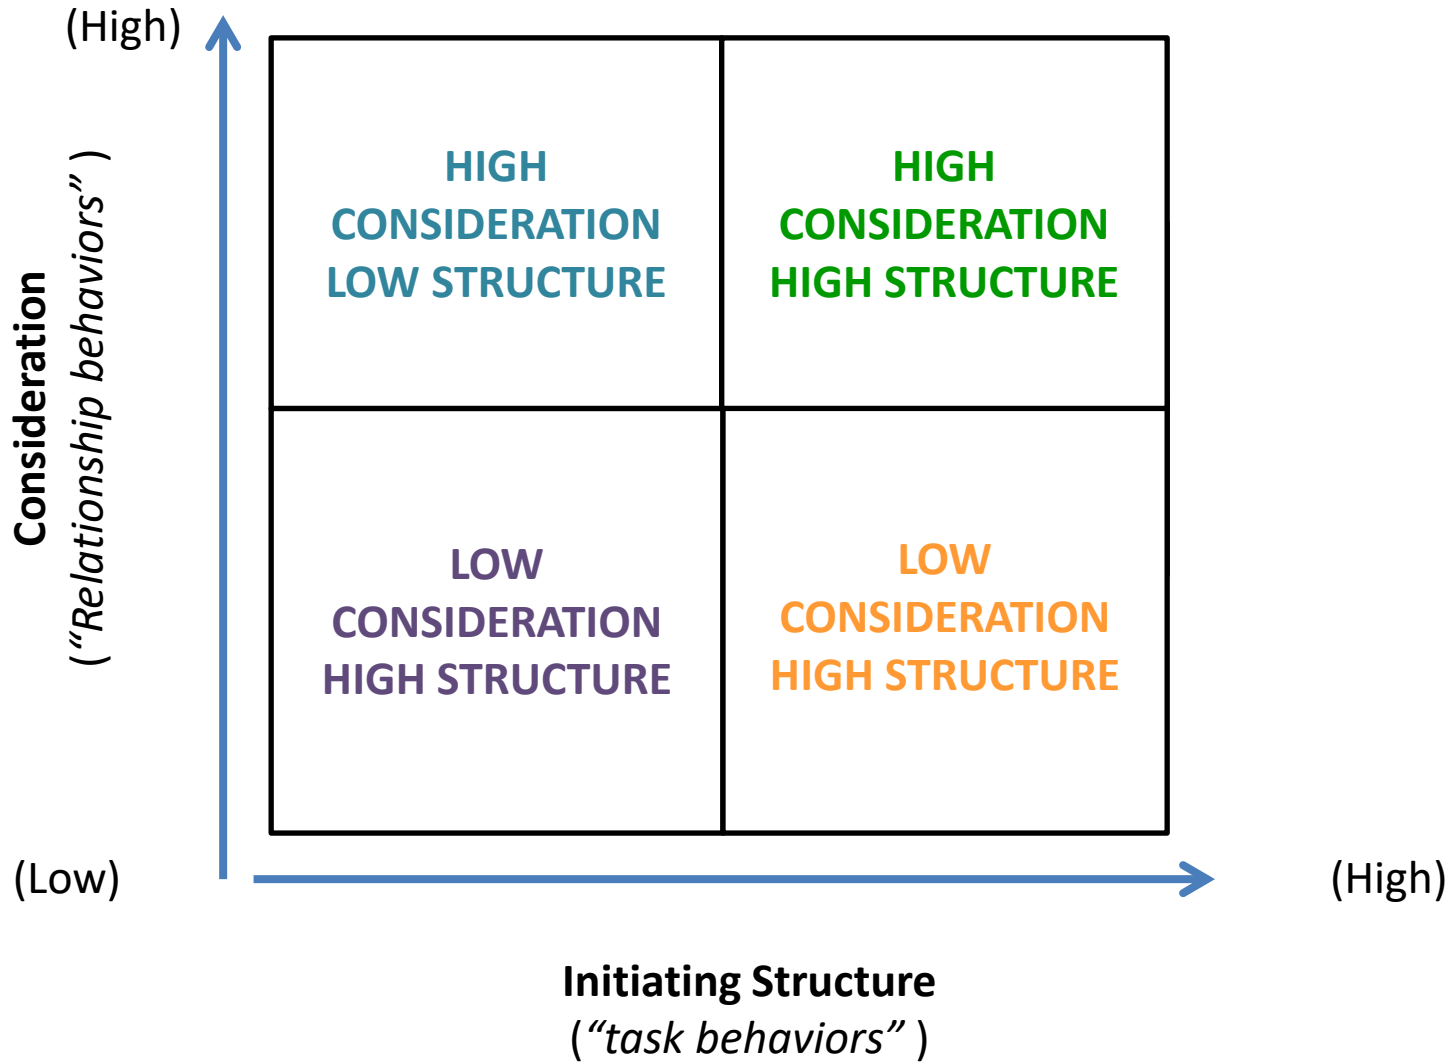 (High)
Consideration
(“Relationship behaviors” )
HIGH
CONSIDERATION
LOW STRUCTURE
HIGH
CONSIDERATION
HIGH STRUCTURE
LOW
CONSIDERATION
HIGH STRUCTURE
LOW
CONSIDERATION
HIGH STRUCTURE
(Low)
(High)
Initiating Structure
(“task behaviors” )